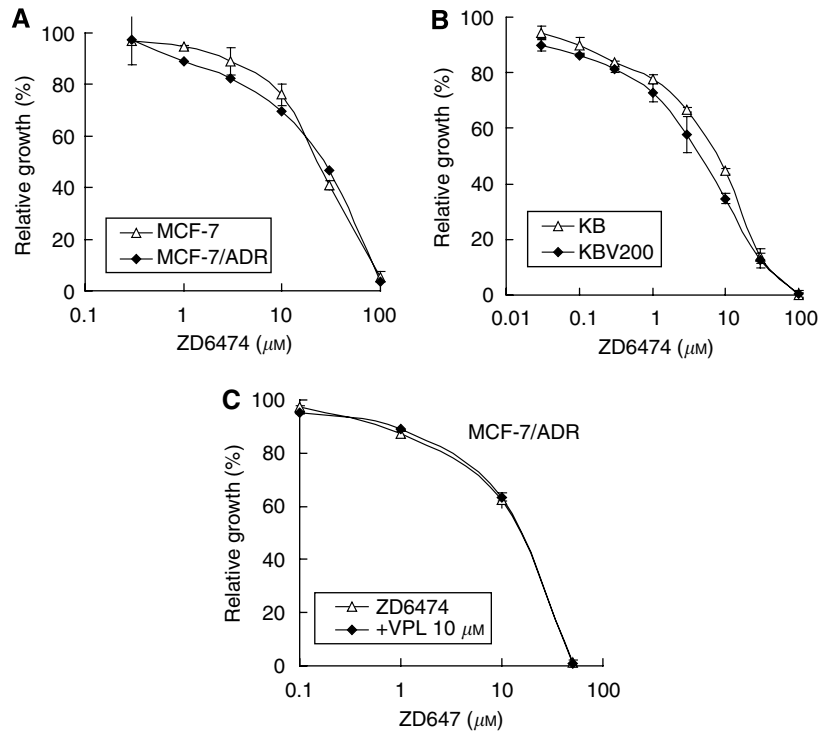 A
Relative growth (%)
100
80
60
40
20
0
MCF-7
MCF-7/ADR
0.1
1
10
100
ZD6474 (μM)
B
Relative growth (%)
100
80
60
40
20
0
KB
KBV200
0.01
0.1
1
10
100
ZD6474 (μM)
C
Relative growth (%)
100
80
60
40
20
0
MCF-7/ADR
ZD6474
+VPL 10 μM
0.1
1
10
100
ZD647 (μM)